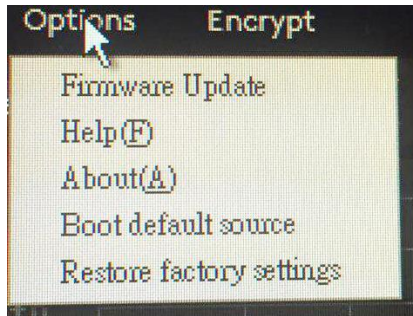 Options Encrypt
Firmware Update
Help(F)
About(A)
Boot default source
Restore factory settings